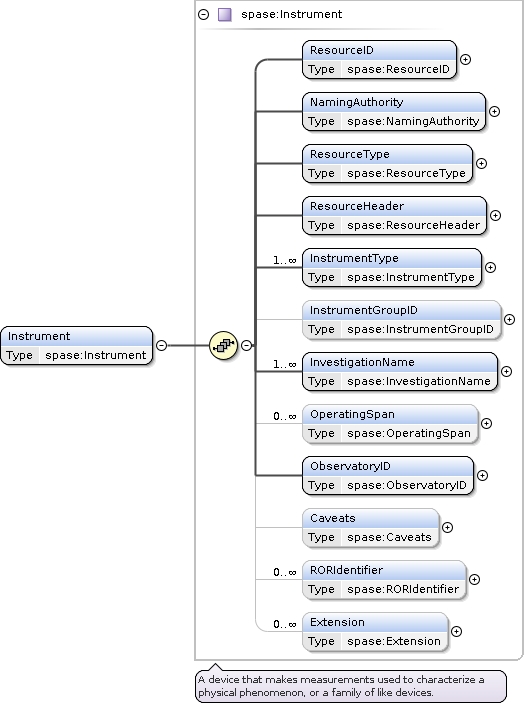 spase:Instrument
ResourceID
Type spase:ResourceID
NamingAuthority
Type spase:NamingAuthority
ResourceType
Type spase:ResourceType
ResourceHeader
Type spase:ResourceHeader
1..∞
InstrumentType
Type spase:InstrumentType
InstrumentGroupID
Type spase:InstrumentGroupID
Instrument
Type spase:Instrument
1..∞
InvestigationName
Type spase:InvestigationName
0..∞
OperatingSpan
Type spase:OperatingSpan
ObservatoryID
Type spase:ObservatoryID
Caveats
Type spase:Caveats
0..∞
RORIdentifier
Type spase:RORIdentifier
0..∞
Extension
Type spase:Extension
A device that makes measurements used to characterize a
physical phenomenon, or a family of like devices.